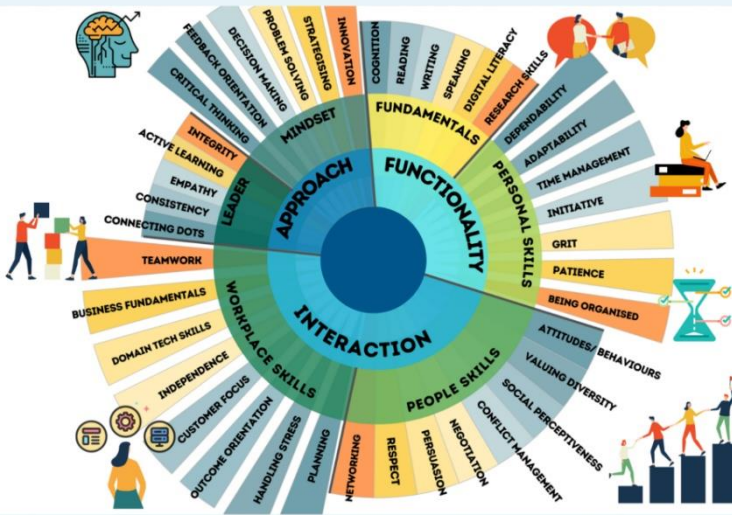 APPROACH
MINDSET
CRITICAL THINKING
FEEDBACK ORIENTATION
DECISION MAKING
PROBLEM SOLVING
STRATEGISING
INNOVATION
LEADER
INTEGRITY
ACTIVE LEARNING
EMPATHY
CONSISTENCY
CONNECTING DOTS
FUNCTIONALITY
FUNDAMENTALS
COGNITION
READING
WRITING
SPEAKING
DIGITAL LITERACY
RESEARCH SKILLS
PERSONAL SKILLS
DEPENDABILITY
ADAPTABILITY
TIME MANAGEMENT
INITIATIVE
GRIT
PATIENCE
BEING ORGANISED
INTERACTION
PEOPLE SKILLS
ATTITUDES/ BEHAVIOURS
VALUING DIVERSITY
SOCIAL PERCEPTIVENESS
CONFLICT MANAGEMENT
NEGOTIATION
PERSUASION
RESPECT
NETWORKING
WORKPLACE SKILLS
TEAMWORK
BUSINESS FUNDAMENTALS
DOMAIN TECH SKILLS
INDEPENDENCE
CUSTOMER FOCUS
OUTCOME ORIENTATION
HANDLING STRESS
PLANNING